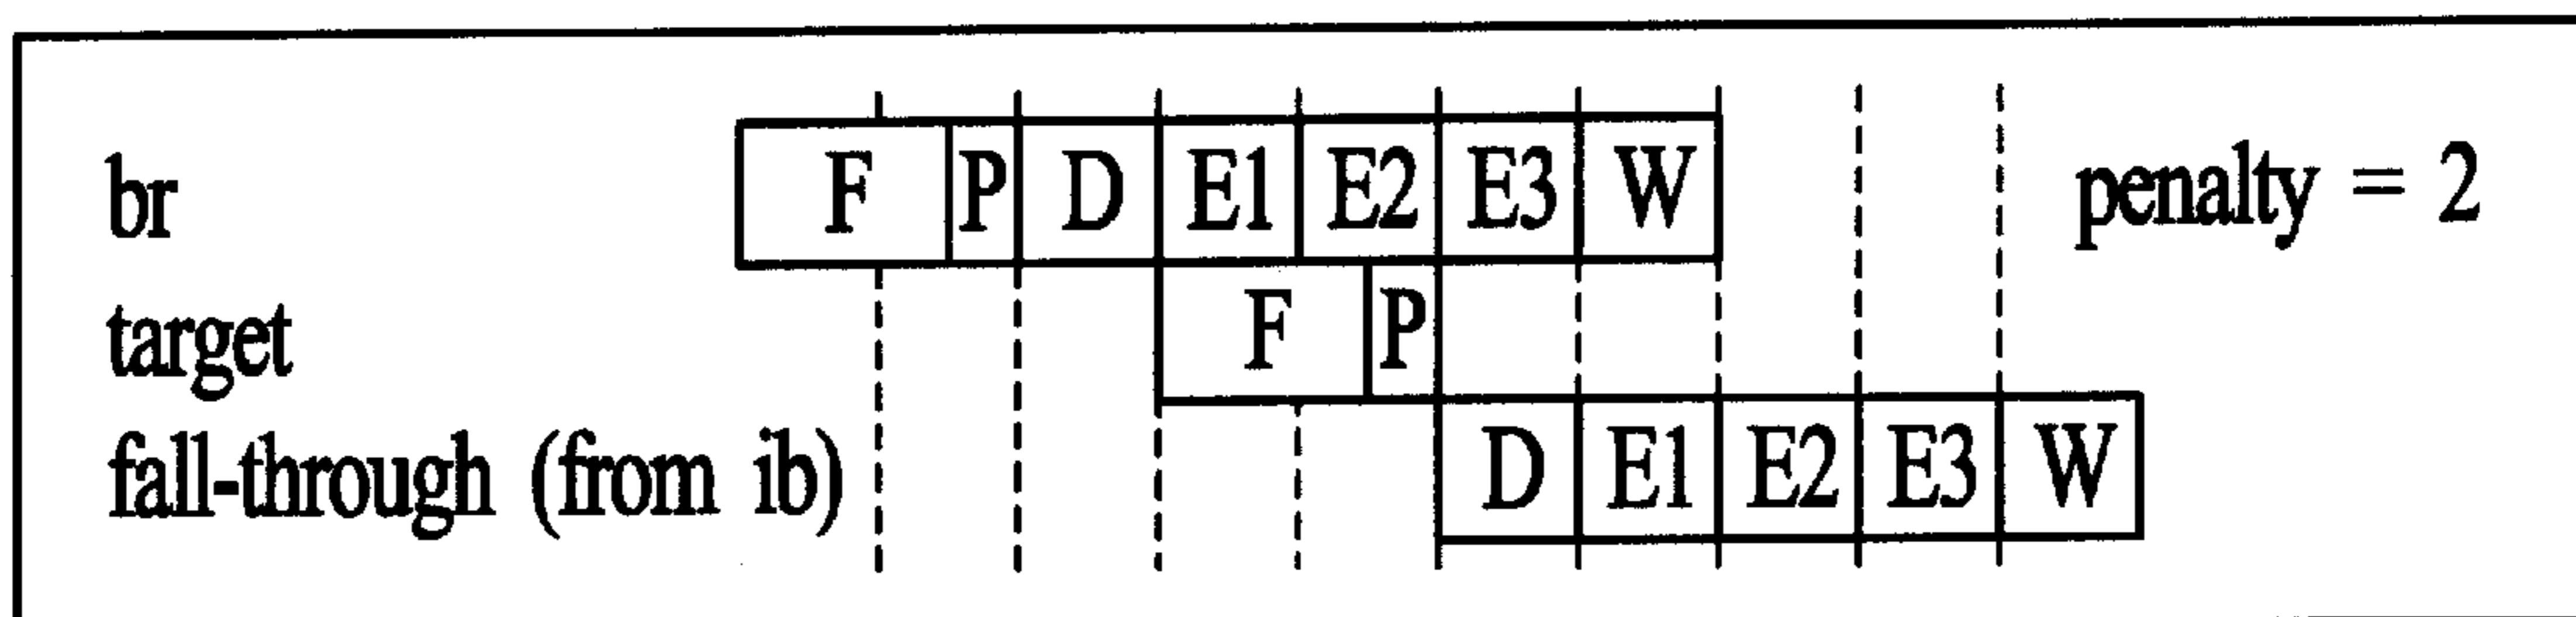 br F P D E1 E2 E3 W penalty = 2
target F P
fall-through (from ib) D E1 E2 E3 W